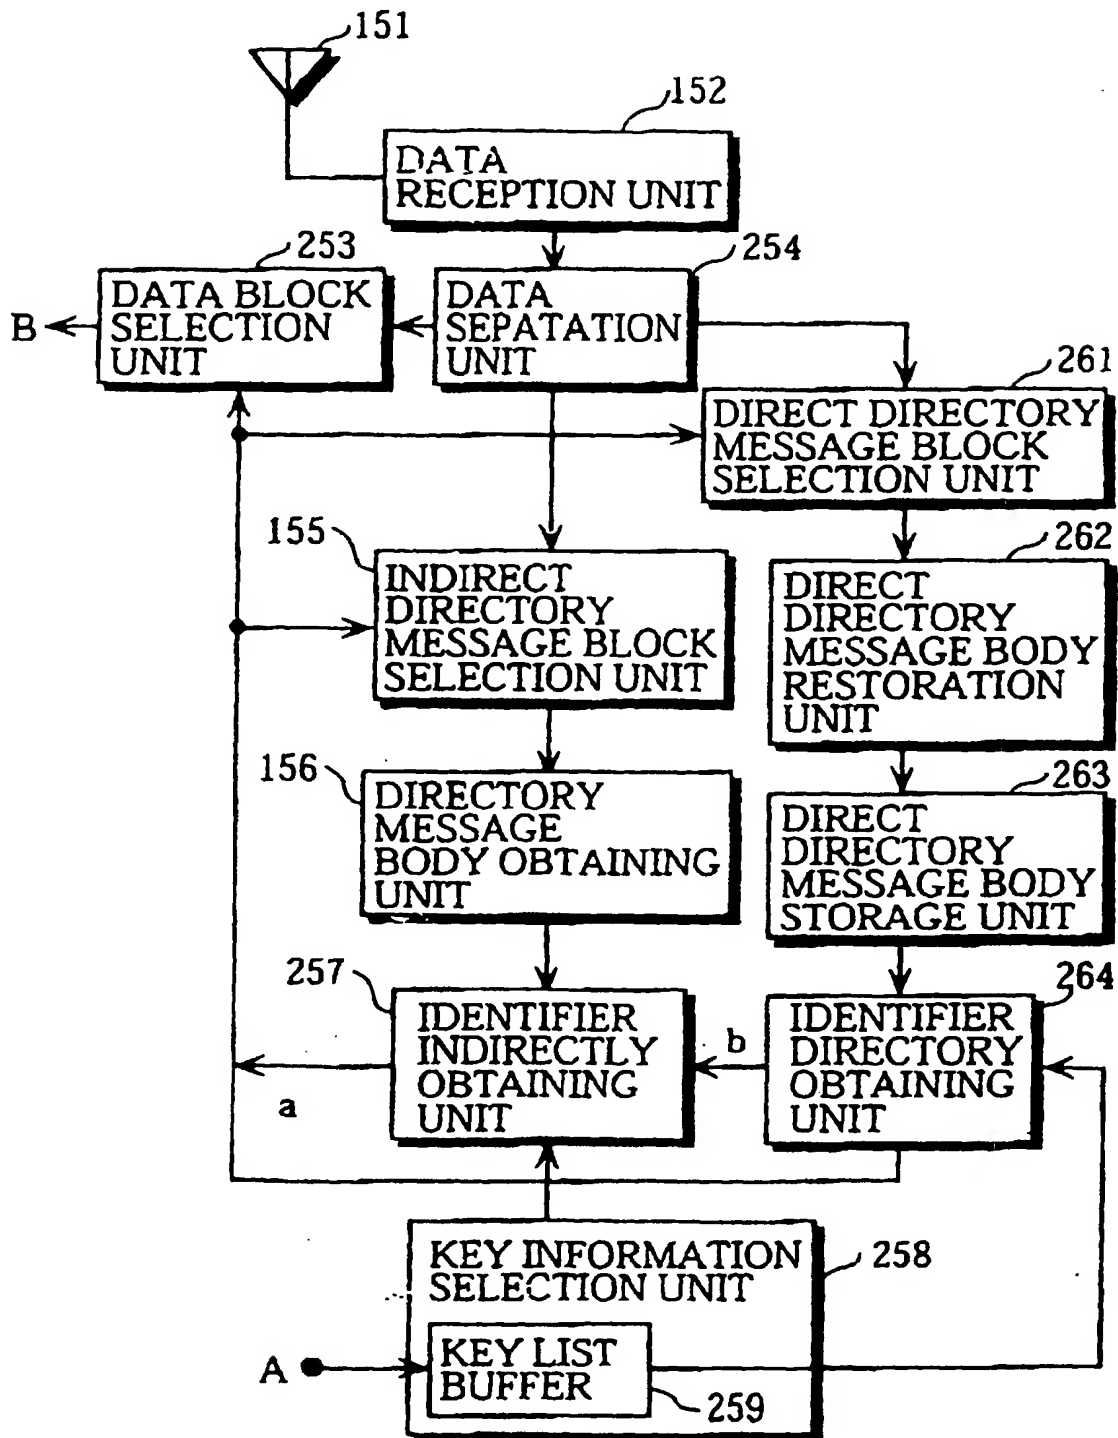 151
152
DATA
RECEPTION UNIT
253
254
DATA BLOCK
SELECTION
UNIT
DATA
SEPATATION
UNIT
B
261
DIRECT DIRECTORY
MESSAGE BLOCK
SELECTION UNIT
155
INDIRECT
DIRECTORY
MESSAGE BLOCK
SELECTION UNIT
262
DIRECT
DIRECTORY
MESSAGE BODY
RESTORATION
UNIT
156
DIRECTORY
MESSAGE
BODY OBTAINING
UNIT
263
DIRECT
DIRECTORY
MESSAGE BODY
STORAGE UNIT
257
IDENTIFIER
INDIRECTLY
OBTAINING
UNIT
264
IDENTIFIER
DIRECTORY
OBTAINING
UNIT
b
a
KEY INFORMATION
SELECTION UNIT
258
A
KEY LIST
BUFFER
259